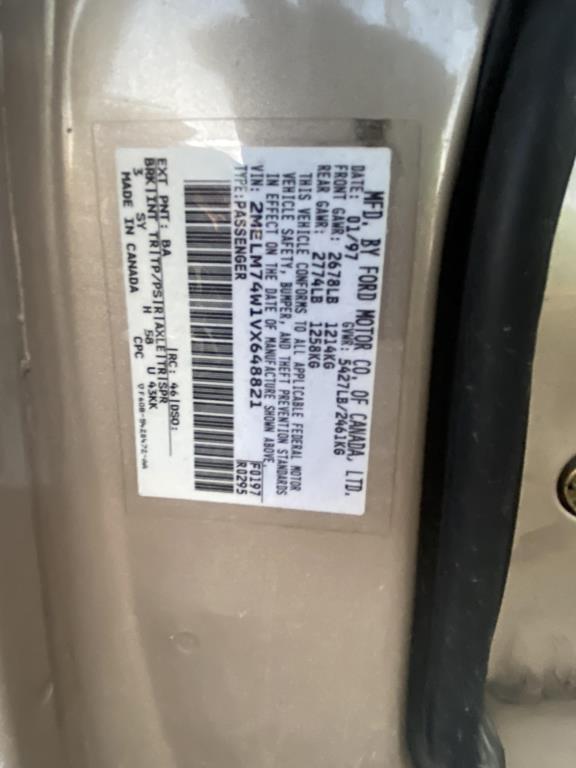 MFD. BY FORD MOTOR CO. OF CANADA, LTD.
DATE: 01/97 GVWR: 5427LB/2461KG
FRONT GAWR: 2678LB 1214KG
REAR GAWR: 2774LB 1258KG
THIS VEHICLE CONFORMS TO ALL APPLICABLE FEDERAL MOTOR
VEHICLE SAFETY, BUMPER, AND THEFT PREVENTION STANDARDS
IN EFFECT ON THE DATE OF MANUFACTURE SHOWN ABOVE.
VIN: 2MELM74W1VX648821 F0197
TYPE: PASSENGER R0295
EXT PNT: BA RC: 46 DSO:
BRK INT TR TP/PS R AXLE TR SPR
3 SY H 58 U 43KK
MADE IN CANADA CPC